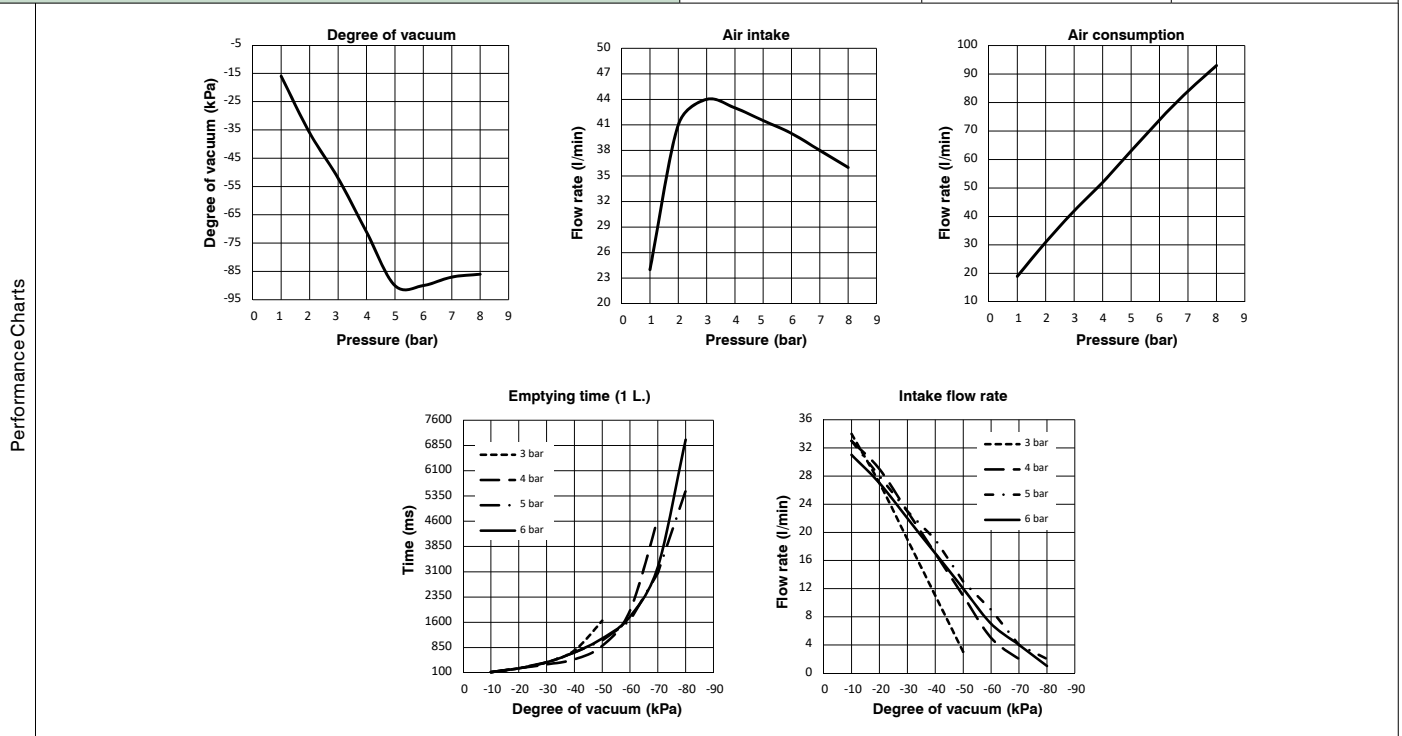 Performance Charts
Degree of vacuum
Degree of vacuum (kPa)
-5
-15
-25
-35
-45
-55
-65
-75
-85
-95
0 1 2 3 4 5 6 7 8 9
Pressure (bar)
Air intake
Flow rate (l/min)
50
47
44
41
38
35
32
29
26
23
20
0 1 2 3 4 5 6 7 8 9
Pressure (bar)
Air consumption
Flow rate (l/min)
100
90
80
70
60
50
40
30
20
10
0 1 2 3 4 5 6 7 8 9
Pressure (bar)
Emptying time (1 L.)
Time (ms)
7600
6850
6100
5350
4600
3850
3100
2350
1600
850
100
3 bar
4 bar
5 bar
6 bar
0 -10 -20 -30 -40 -50 -60 -70 -80 -90
Degree of vacuum (kPa)
Intake flow rate
Flow rate (l/min)
36
32
28
24
20
16
12
8
4
0
3 bar
4 bar
5 bar
6 bar
0 -10 -20 -30 -40 -50 -60 -70 -80 -90
Degree of vacuum (kPa)